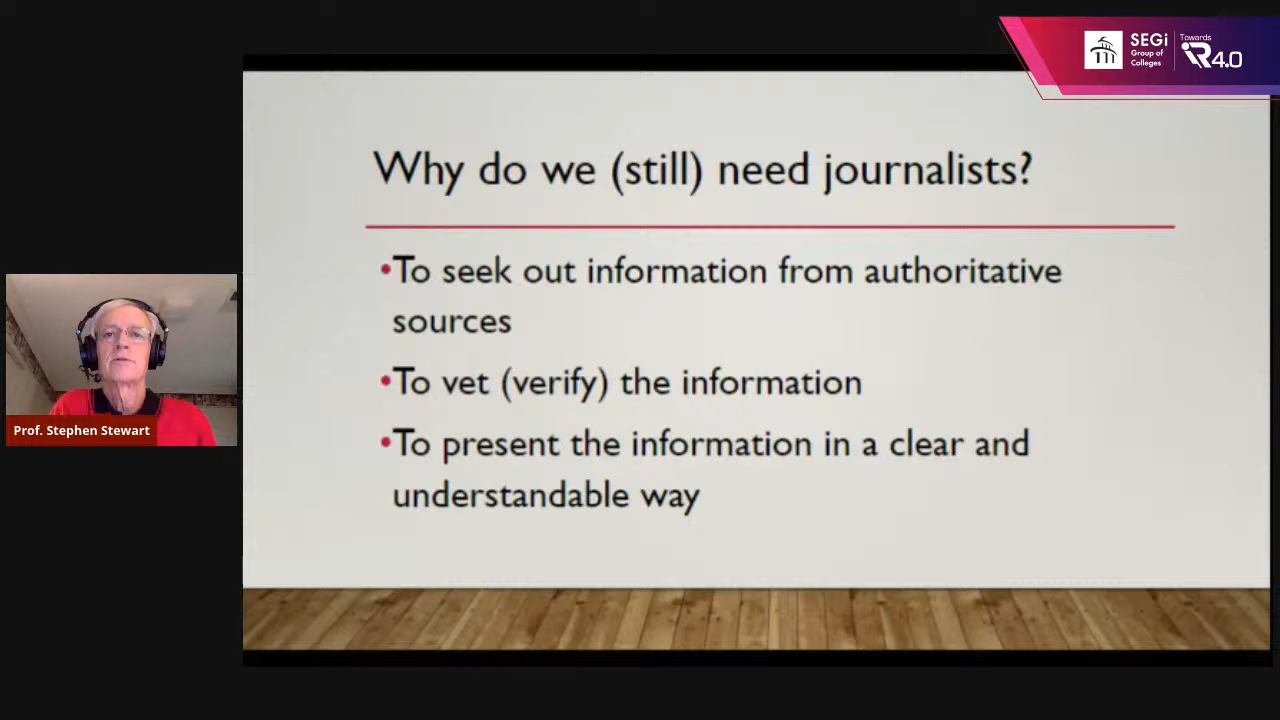 SEGi
Group of
Colleges
Towards
iR4.0
Why do we (still) need journalists?
•To seek out information from authoritative
sources
•To vet (verify) the information
•To present the information in a clear and
understandable way
Prof. Stephen Stewart